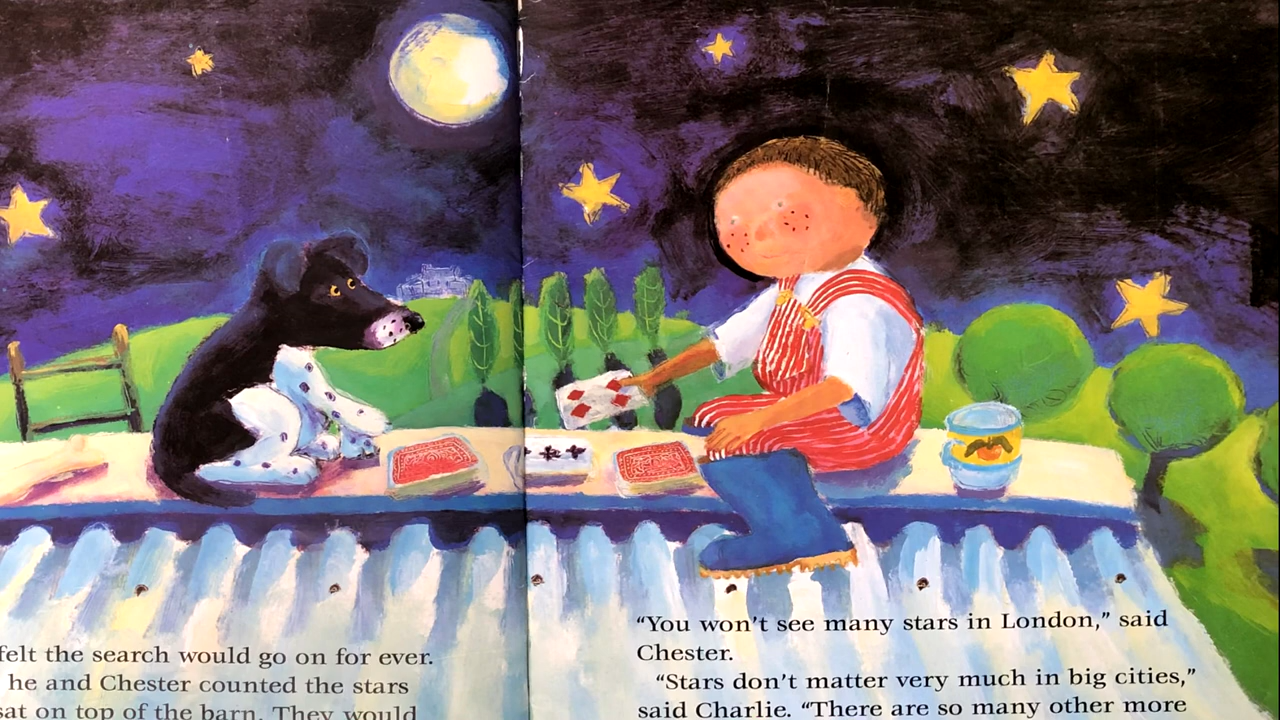 felt the search would go on for ever.
he and Chester counted the stars
sat on top of the barn. They would
“You won’t see many stars in London,” said
Chester.
“Stars don’t matter very much in big cities,”
said Charlie. “There are so many other more